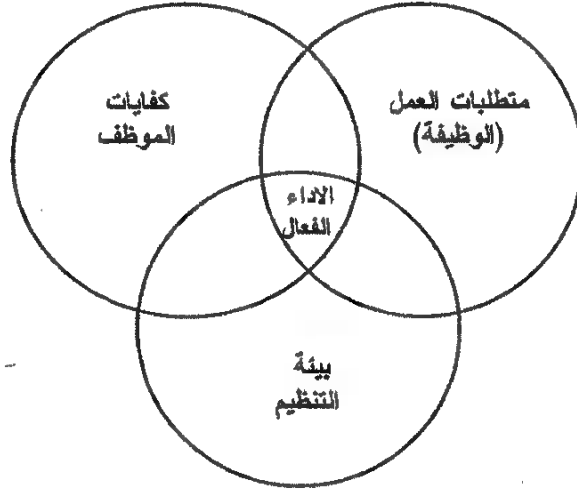 متطلبات العمل
(الوظيفة)
كفايات
الموظف
الاداء
الفعال
بيئة
التنظيم